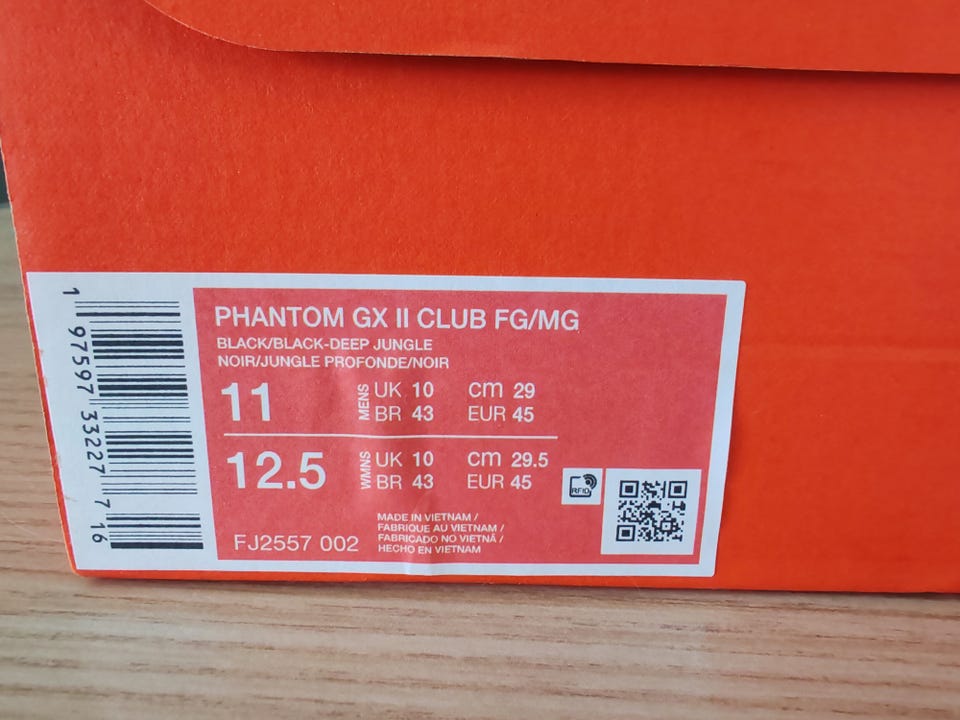 PHANTOM GX II CLUB FG/MG
BLACK/BLACK-DEEP JUNGLE
NOIR/JUNGLE PROFONDE/NOIR
11 MENS UK 10 cm 29
BR 43 EUR 45
12.5 WMNS UK 10 cm 29.5
BR 43 EUR 45
RFID
MADE IN VIETNAM /
FABRIQUE AU VIETNAM /
FABRICADO NO VIETNÃ /
HECHO EN VIETNAM
FJ2557 002
1 97597 33227 7 16